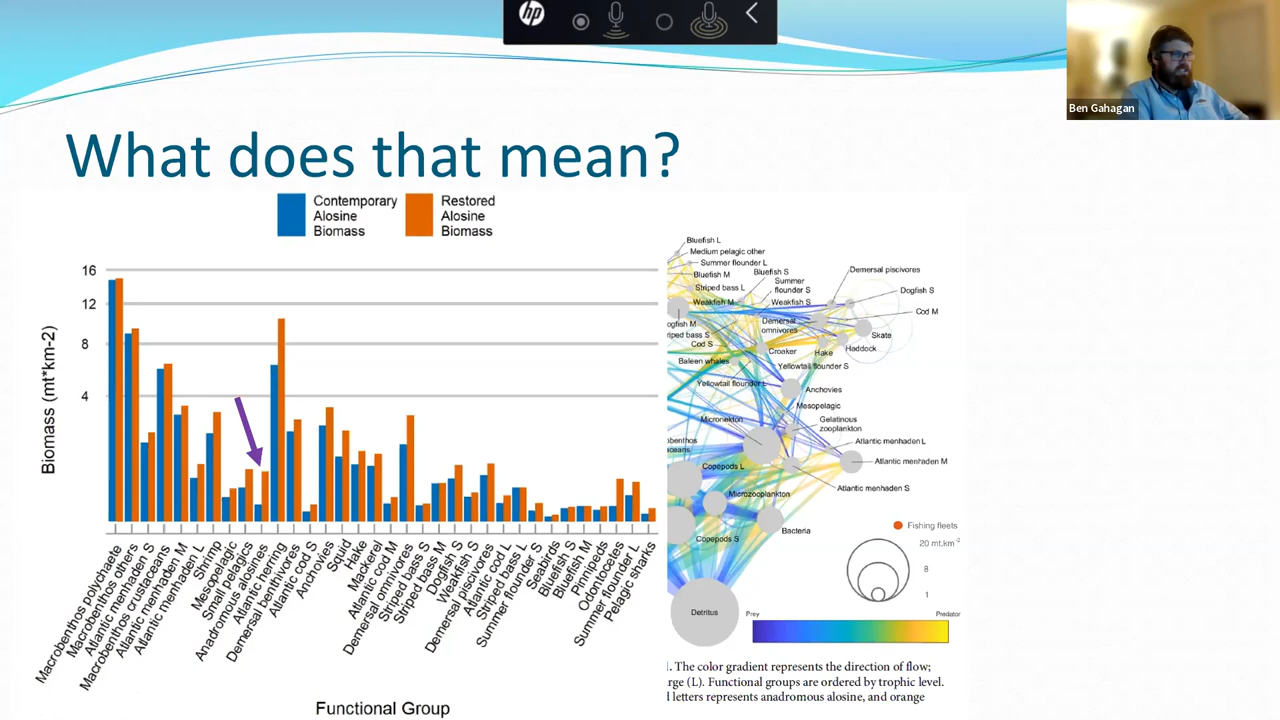 hp
Ben Gahagan
What does that mean?
Contemporary
Alosine
Biomass
Restored
Alosine
Biomass
16
12
8
4
Biomass (mt*km-2)
Macrobenthos polychaete
Macrobenthos others
Atlantic menhaden S
Macrobenthos crustaceans
Atlantic menhaden M
Atlantic menhaden L
Shrimp
Mesopelagic
Small pelagics
Anadromous alosines
Atlantic herring
Demeral benthivores
Atlantic cod S
Anchovies
Squid
Hake
Mackerel
Atlantic cod M
Demersal omnivores
Striped bass S
Striped bass M
Dogfish S
Weakfish S
Demersal piscivores
Atlantic cod L
Striped bass L
Summer flounder S
Seabirds
Bluefish S
Bluefish M
Pinnipeds
Odontocetes
Summer flounder L
Pelagic sharks
Functional Group
Bluefish L
Medium pelagic other
Summer flounder L
Bluefish M
Bluefish S
Striped bass L
Summer
flounder S
Weakfish M
Weakfish S
Demersal piscivores
Dogfish S
Cod M
ogfish M
riped bass S
Demersal
omnivores
Skate
Cod S
Croaker
Hake
Haddock
Baleen whales
Yellowtail flounder S
Yellowtail flounder L
Anchovies
Mesopelagic
Micronekton
Gelatinous
zooplankton
obenthos
aceans
Atlantic menhaden L
Atlantic menhaden M
Copepods L
Atlantic menhaden S
Microzooplankton
Bacteria
Copepods S
Fishing fleets
20 mt.km-2
8
1
Detritus
Prey
Predator
l. The color gradient represents the direction of flow;
rge (L). Functional groups are ordered by trophic level.
l letters represents anadromous alosine, and orange